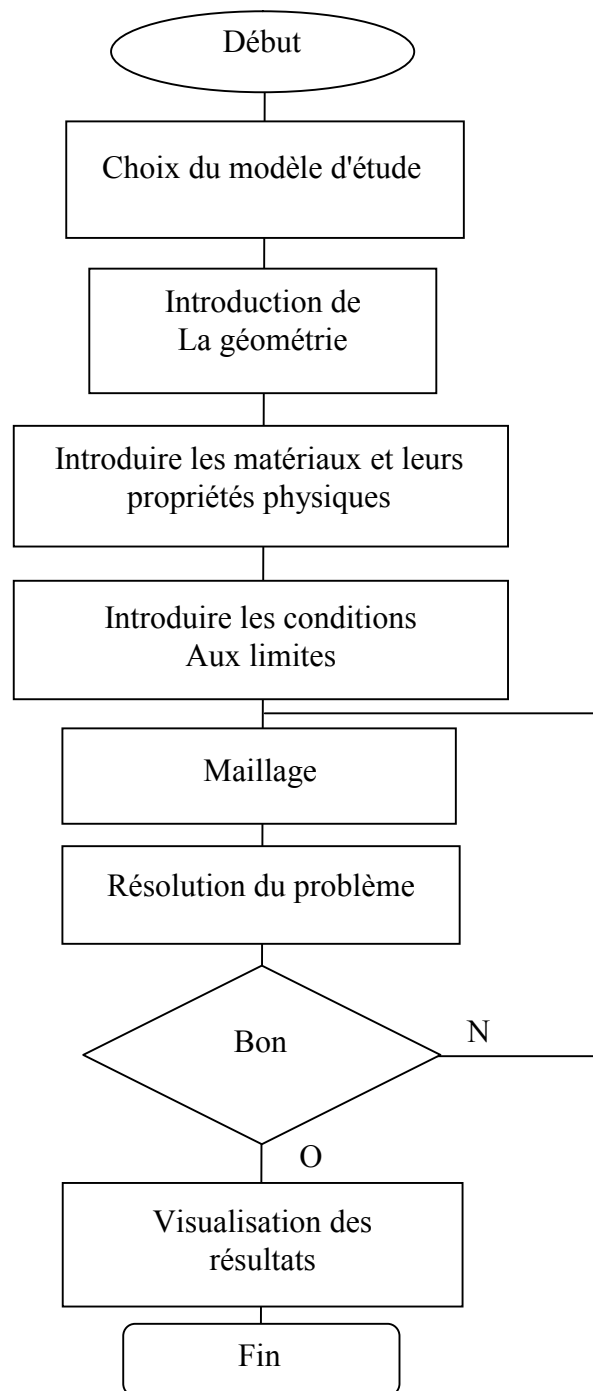 Début
Choix du modèle d'étude
Introduction de
La géométrie
Introduire les matériaux et leurs
propriétés physiques
Introduire les conditions
Aux limites
Maillage
Résolution du problème
Bon
N
O
Visualisation des
résultats
Fin